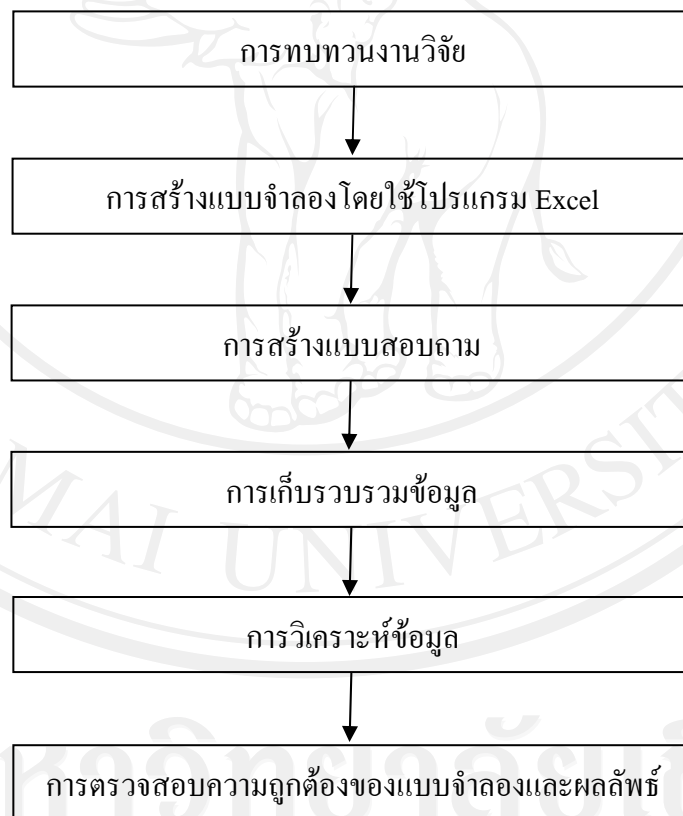 การทบทวนงานวิจัย
การสร้างแบบจำลองโดยใช้โปรแกรม Excel
การสร้างแบบสอบถาม
การเก็บรวบรวมข้อมูล
MAI UNIVERSIT
การวิเคราะห์ข้อมูล
การตรวจสอบความถูกต้องของแบบจำลองและผลลัพธ์